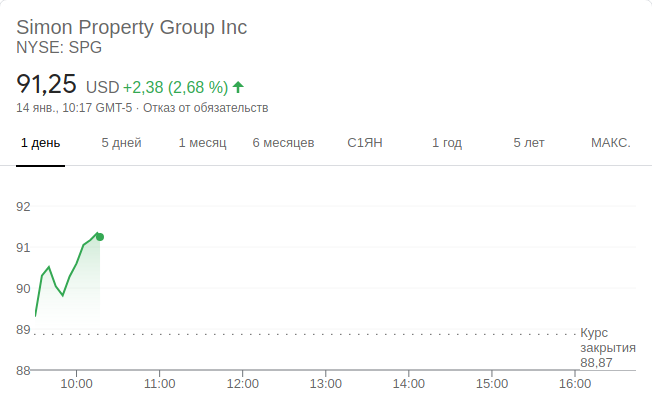 Simon Property Group Inc
NYSE: SPG
91,25 USD +2,38 (2,68 %)
14 янв., 10:17 GMT-5 · Отказ от обязательств
1 день 5 дней 1 месяц 6 месяцев С1ЯН 1 год 5 лет МАКС.
92
91
90
89
Курс
закрытия
88,87
88
10:00 11:00 12:00 13:00 14:00 15:00 16:00